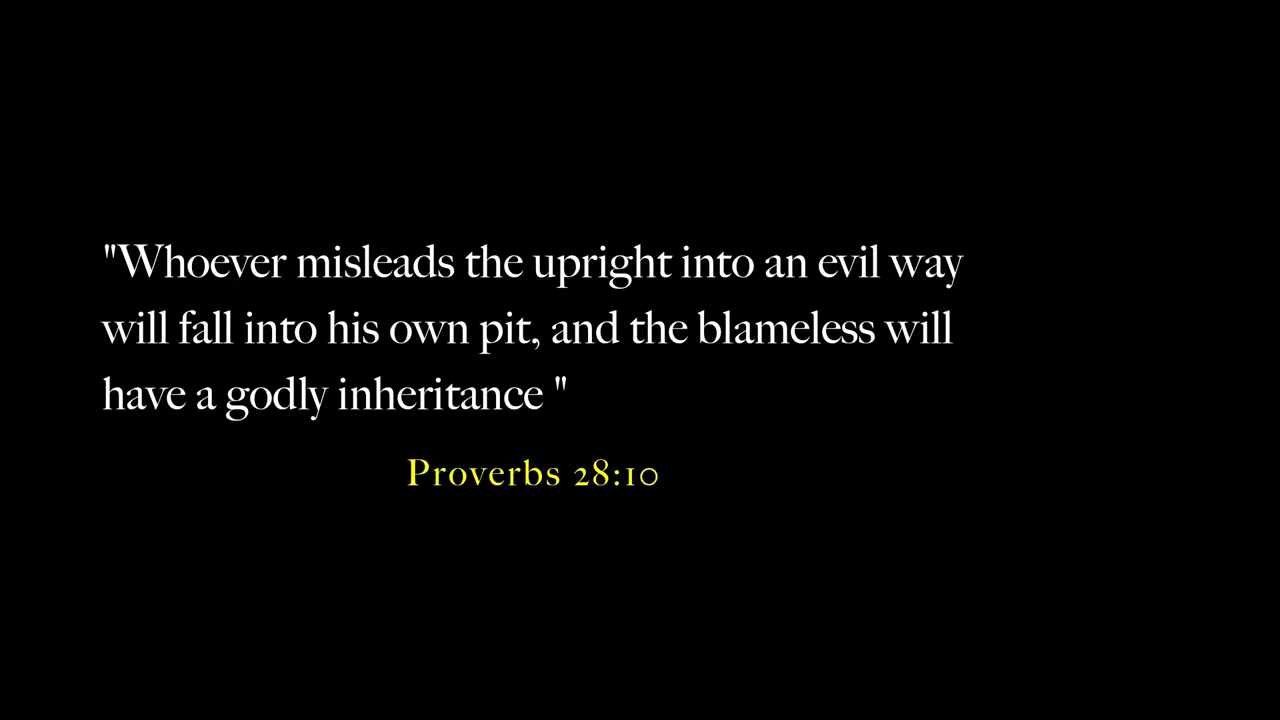 "Whoever misleads the upright into an evil way
will fall into his own pit, and the blameless will
have a godly inheritance "
Proverbs 28:10